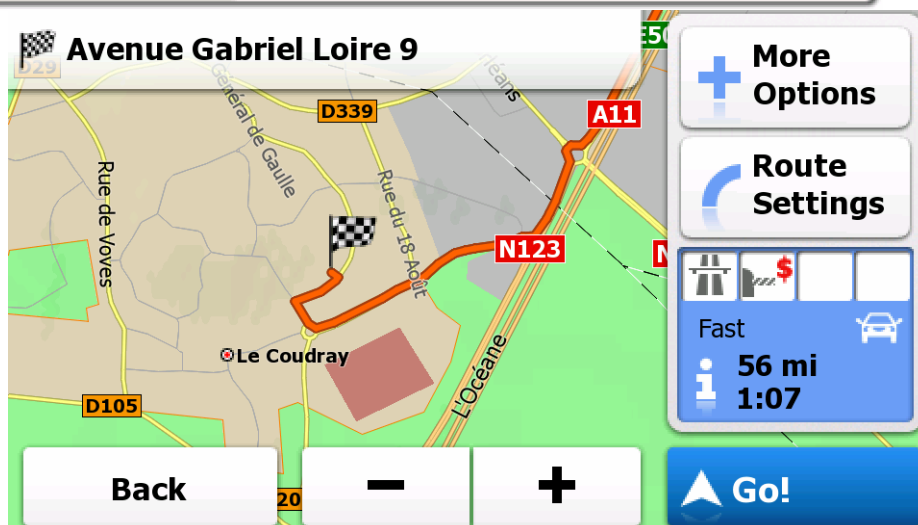 Avenue Gabriel Loire 9
D29
E50
More
Options
A11
D339
Général de Gaulle
Rue de Voves
Rue du 18 Août
Route
Settings
N123
N
$
Fast
56 mi
1:07
Le Coudray
L'Océane
D105
20
Back
−
+
Go!